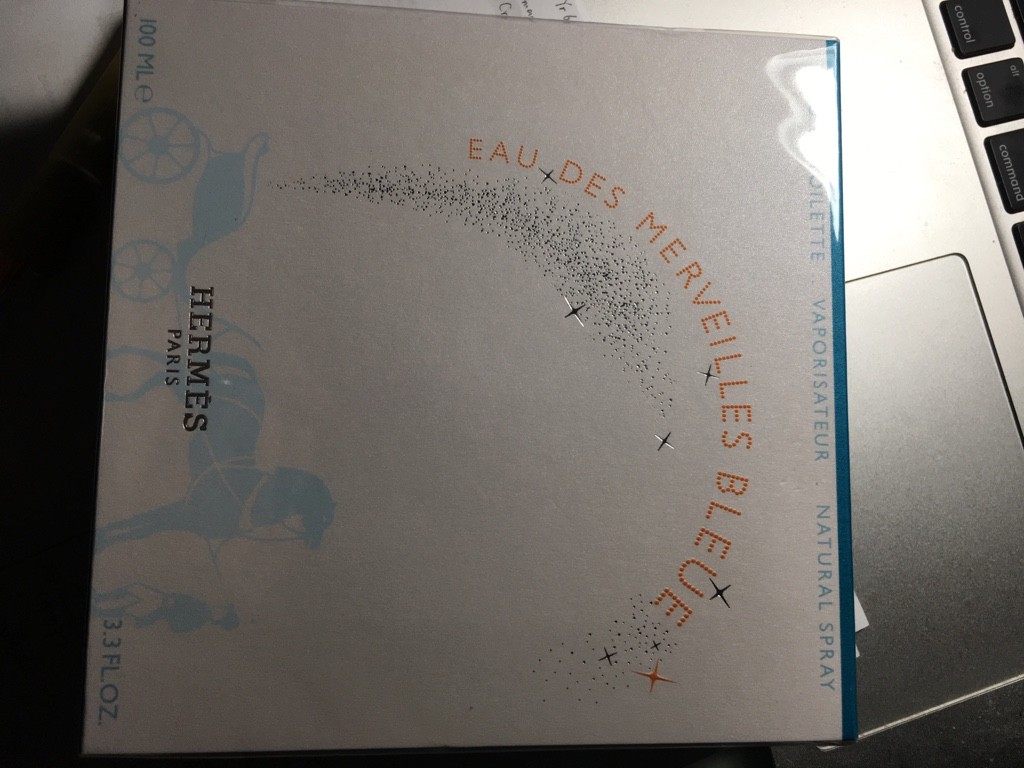 OILETTE VAPORISATEUR . NATURAL SPRAY
EAU DES MERVEILLES BLEUE
HERMÈS
PARIS
100 ML e 3.3 FL.OZ.
control
alt
option
command